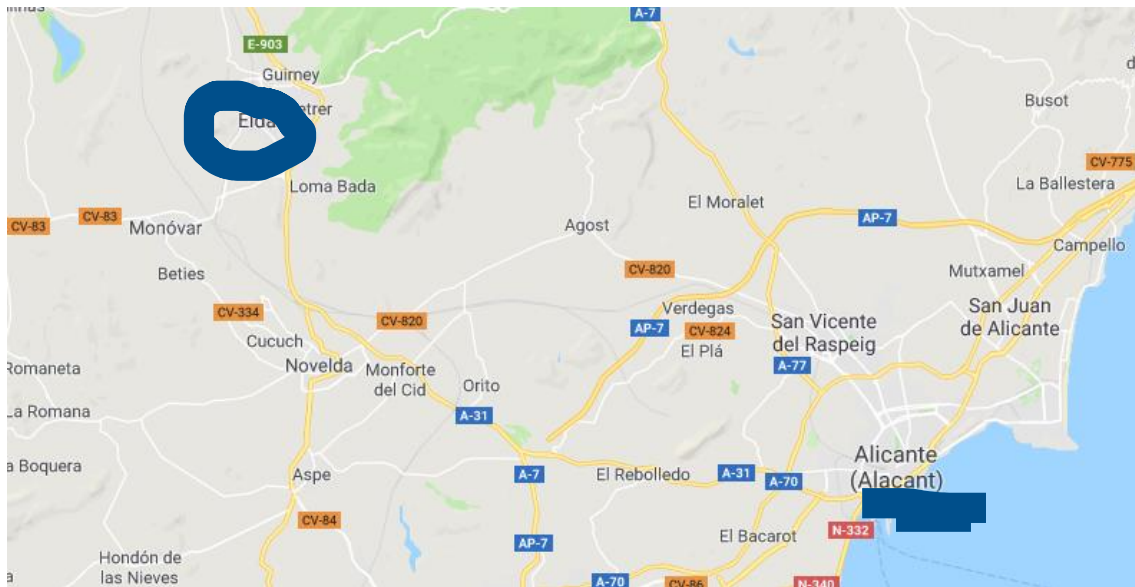 A-7
E-903
Guirney
Elda
Busot
CV-775
Loma Bada
La Ballestera
El Moralet
CV-83
CV-83
AP-7
Monóvar
Agost
Campello
Beties
CV-820
Mutxamel
CV-334
Verdegas
San Juan
de Alicante
CV-820
AP-7
CV-824
San Vicente
del Raspeig
Cucuch
El Plá
Novelda
Monforte
del Cid
A-77
Romaneta
Orito
La Romana
A-31
Alicante
(Alacant)
a Boquera
Aspe
A-7
El Rebolledo
A-31
A-70
CV-84
N-332
AP-7
El Bacarot
Hondón de
las Nieves
A-70
CV-86
N-340